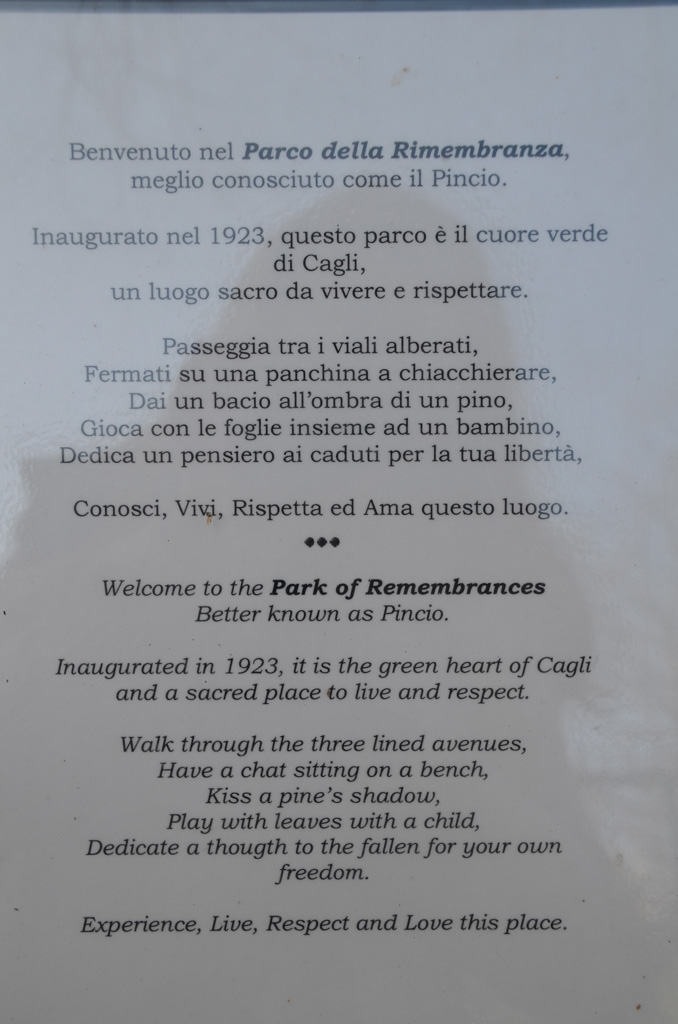 Benvenuto nel Parco della Rimembranza,
meglio conosciuto come il Pincio.
Inaugurato nel 1923, questo parco è il cuore verde
di Cagli,
un luogo sacro da vivere e rispettare.
Passeggia tra i viali alberati,
Fermati su una panchina a chiacchierare,
Dai un bacio all'ombra di un pino,
Gioca con le foglie insieme ad un bambino,
Dedica un pensiero ai caduti per la tua libertà,
Conosci, Vivi, Rispetta ed Ama questo luogo.
Welcome to the Park of Remembrances
Better known as Pincio.
Inaugurated in 1923, it is the green heart of Cagli
and a sacred place to live and respect.
Walk through the three lined avenues,
Have a chat sitting on a bench,
Kiss a pine's shadow,
Play with leaves with a child,
Dedicate a thougth to the fallen for your own
freedom.
Experience, Live, Respect and Love this place.